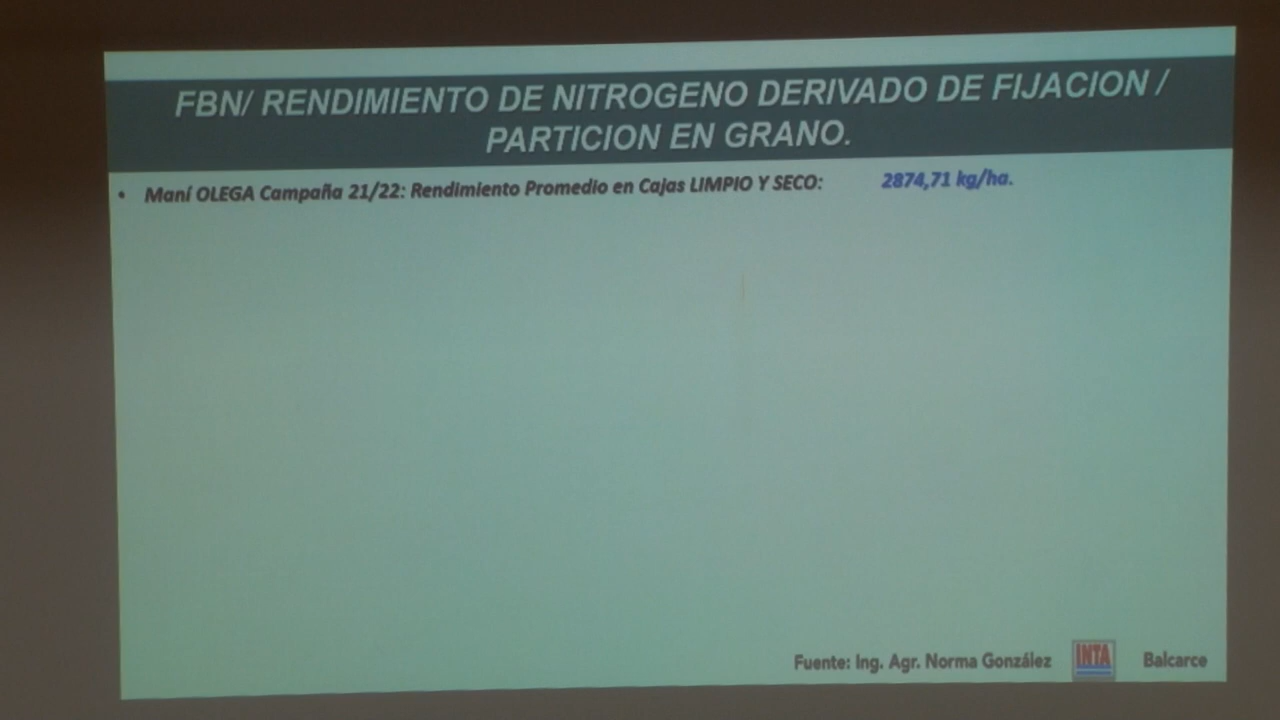 FBN/ RENDIMIENTO DE NITROGENO DERIVADO DE FIJACION /
PARTICION EN GRANO.
• Maní OLEGA Campaña 21/22: Rendimiento Promedio en Cajas LIMPIO Y SECO: 2874,71 kg/ha.
Fuente: Ing. Agr. Norma González INTA Balcarce